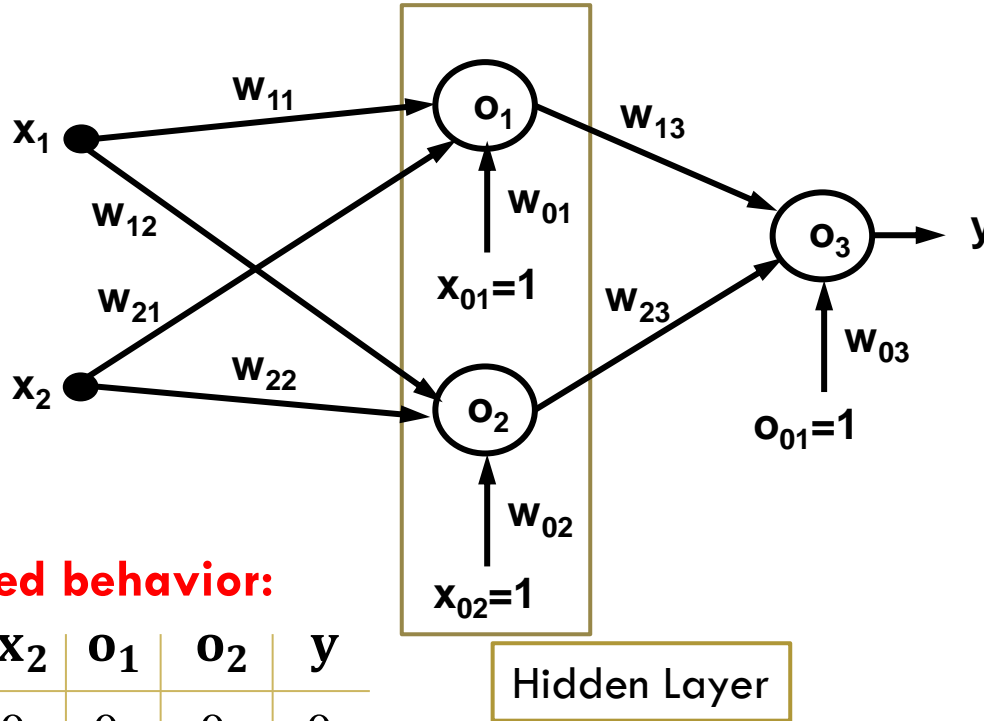 w₁₁
x₁
o₁
w₁₃
w₁₂
w₀₁
o₃
y
w₂₁
x₀₁=1
w₂₃
w₀₃
x₂
w₂₂
o₂
o₀₁=1
w₀₂
behavior:
x₀₂=1
x₂ o₁ o₂ y
Hidden Layer